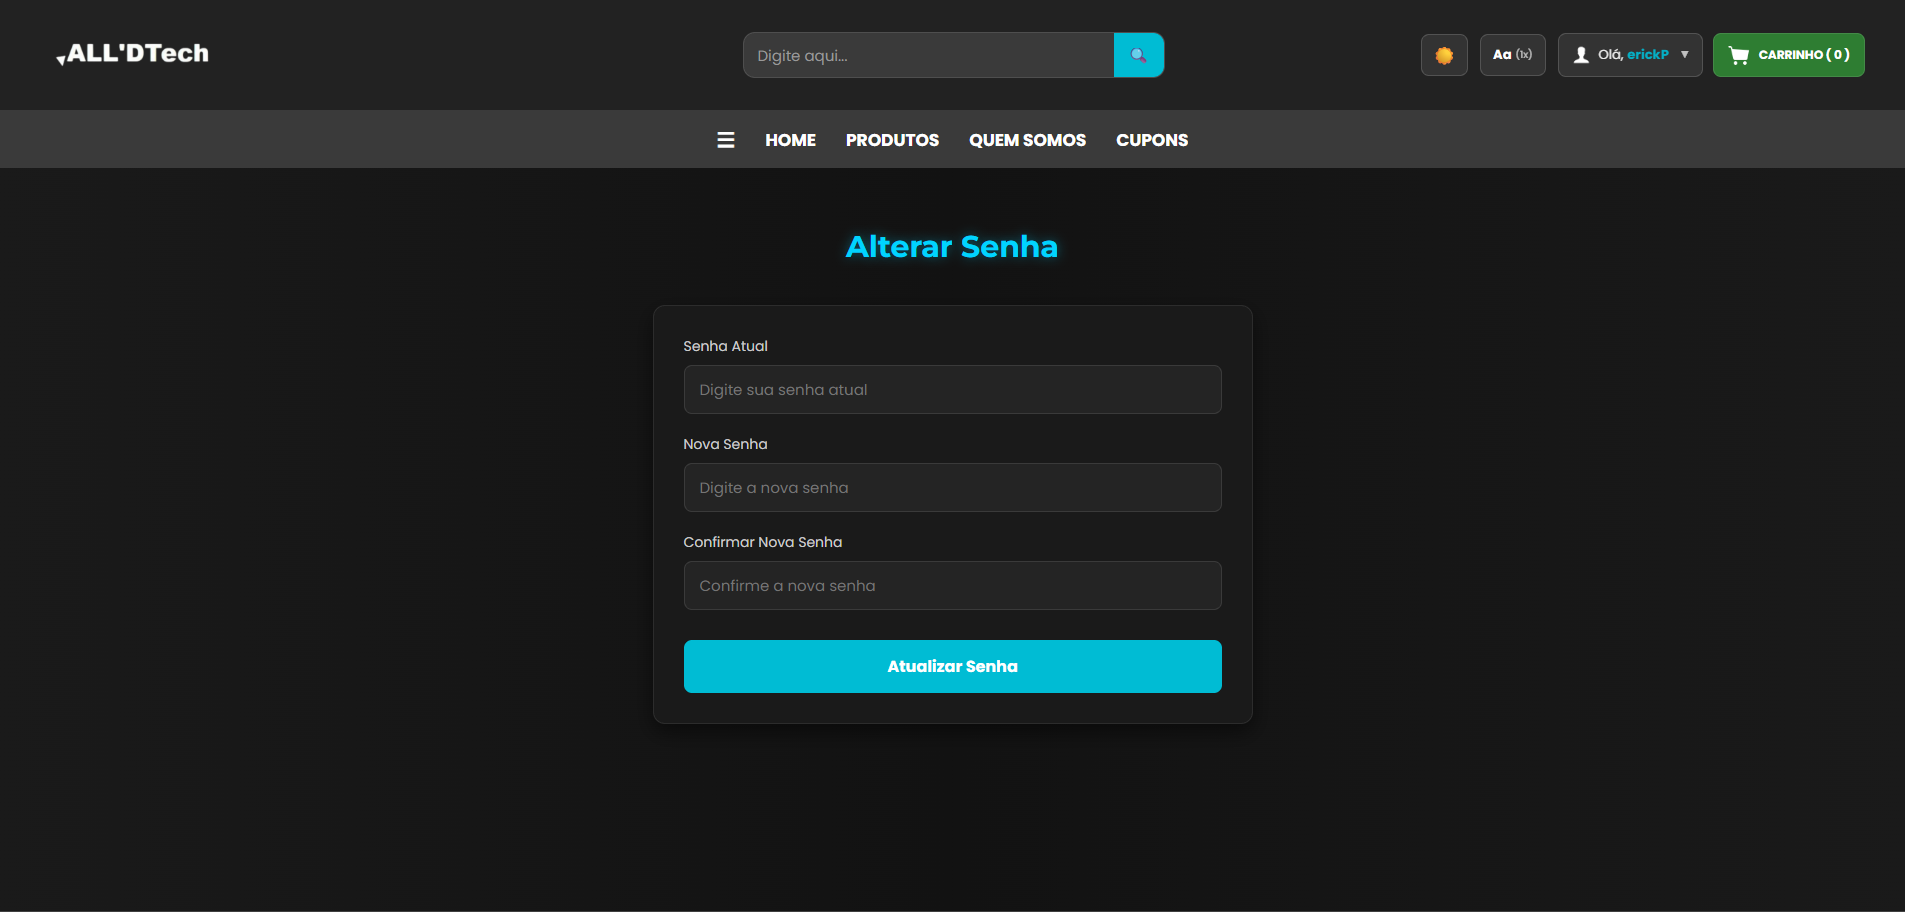 ALL'DTech
Digite aqui...
Aa (1x)
Olá, erickP ▼
CARRINHO ( 0 )
☰ HOME PRODUTOS QUEM SOMOS CUPONS
Alterar Senha
Senha Atual
Digite sua senha atual
Nova Senha
Digite a nova senha
Confirmar Nova Senha
Confirme a nova senha
Atualizar Senha